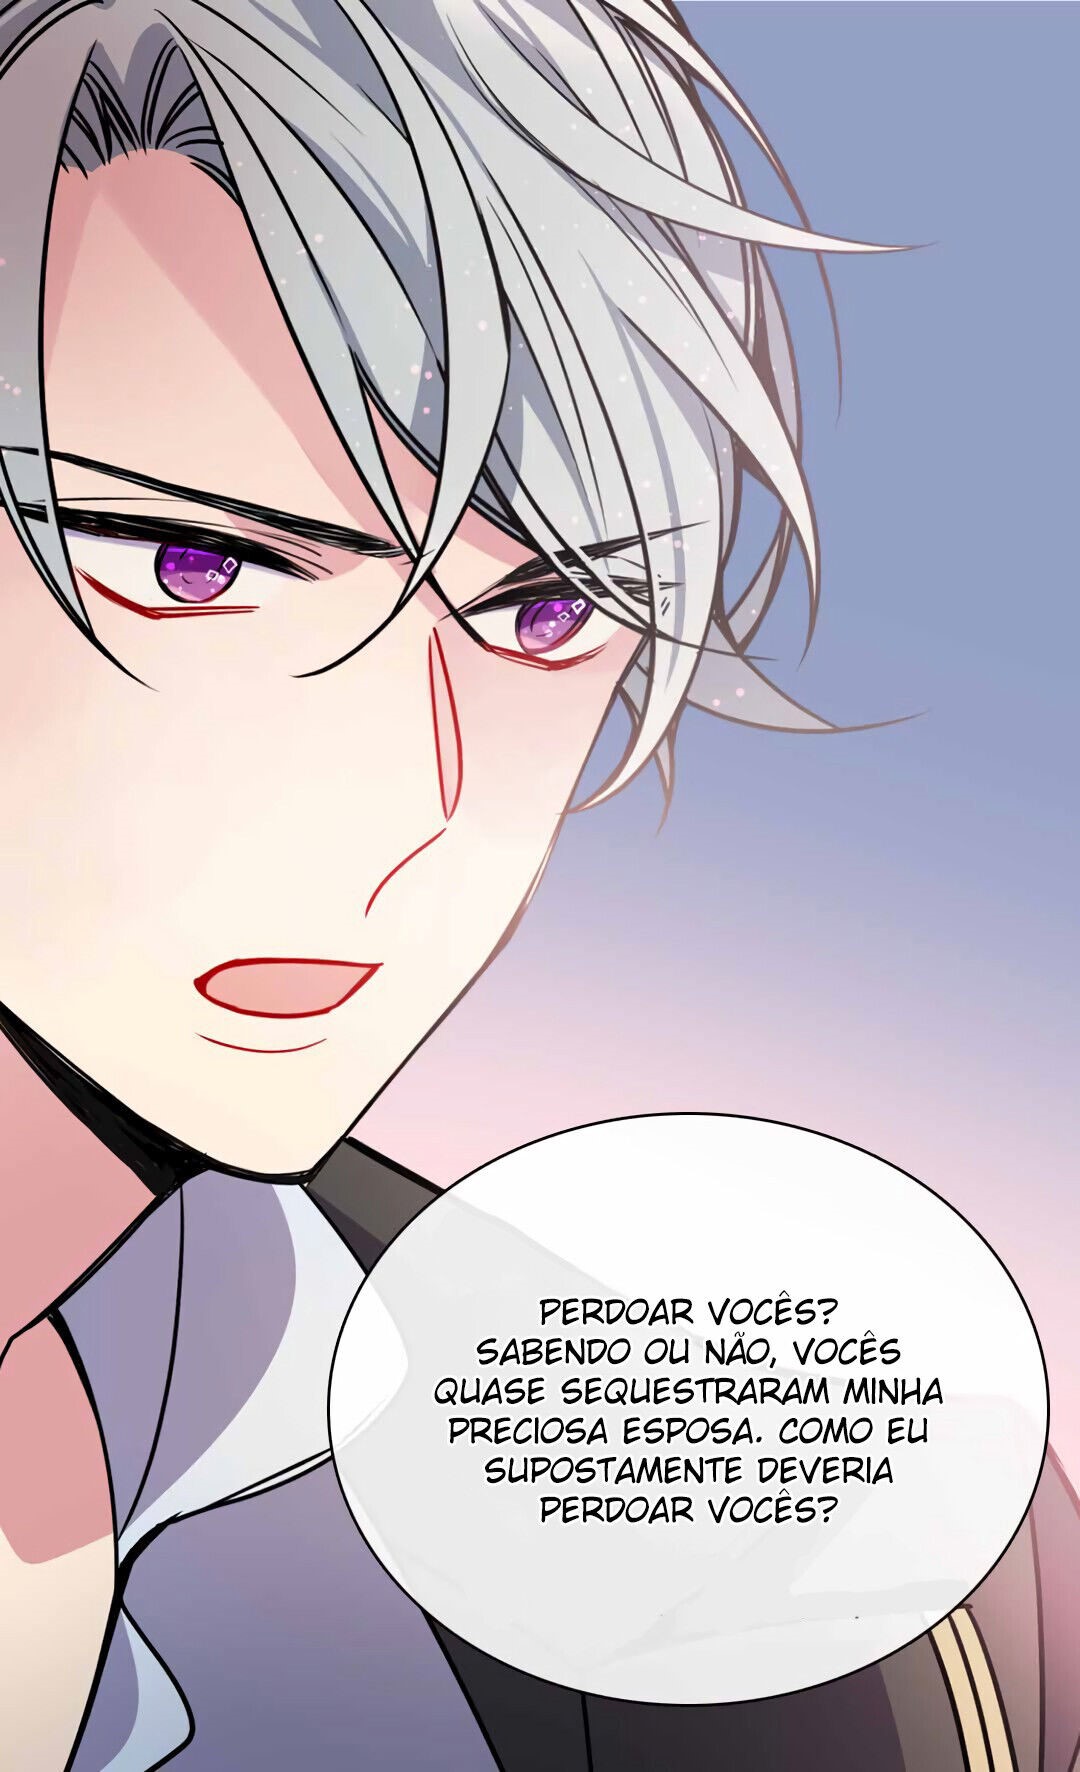 PERDOAR VOCÊS?
SABENDO OU NÃO, VOCÊS
QUASE SEQUESTRARAM MINHA
PRECIOSA ESPOSA. COMO EU
SUPOSTAMENTE DEVERIA
PERDOAR VOCÊS?